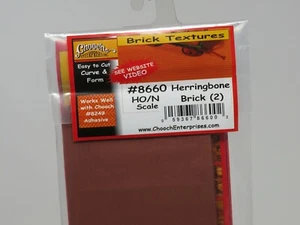 Brick Textures
Chooch
Easy to Cut
Curve &
Form
SEE WEBSITE
VIDEO
Works Well
with Chooch
#8249
Adhesive
#8660 Herringbone
HO/N Brick (2)
Scale
www.ChoochEnterprises.com